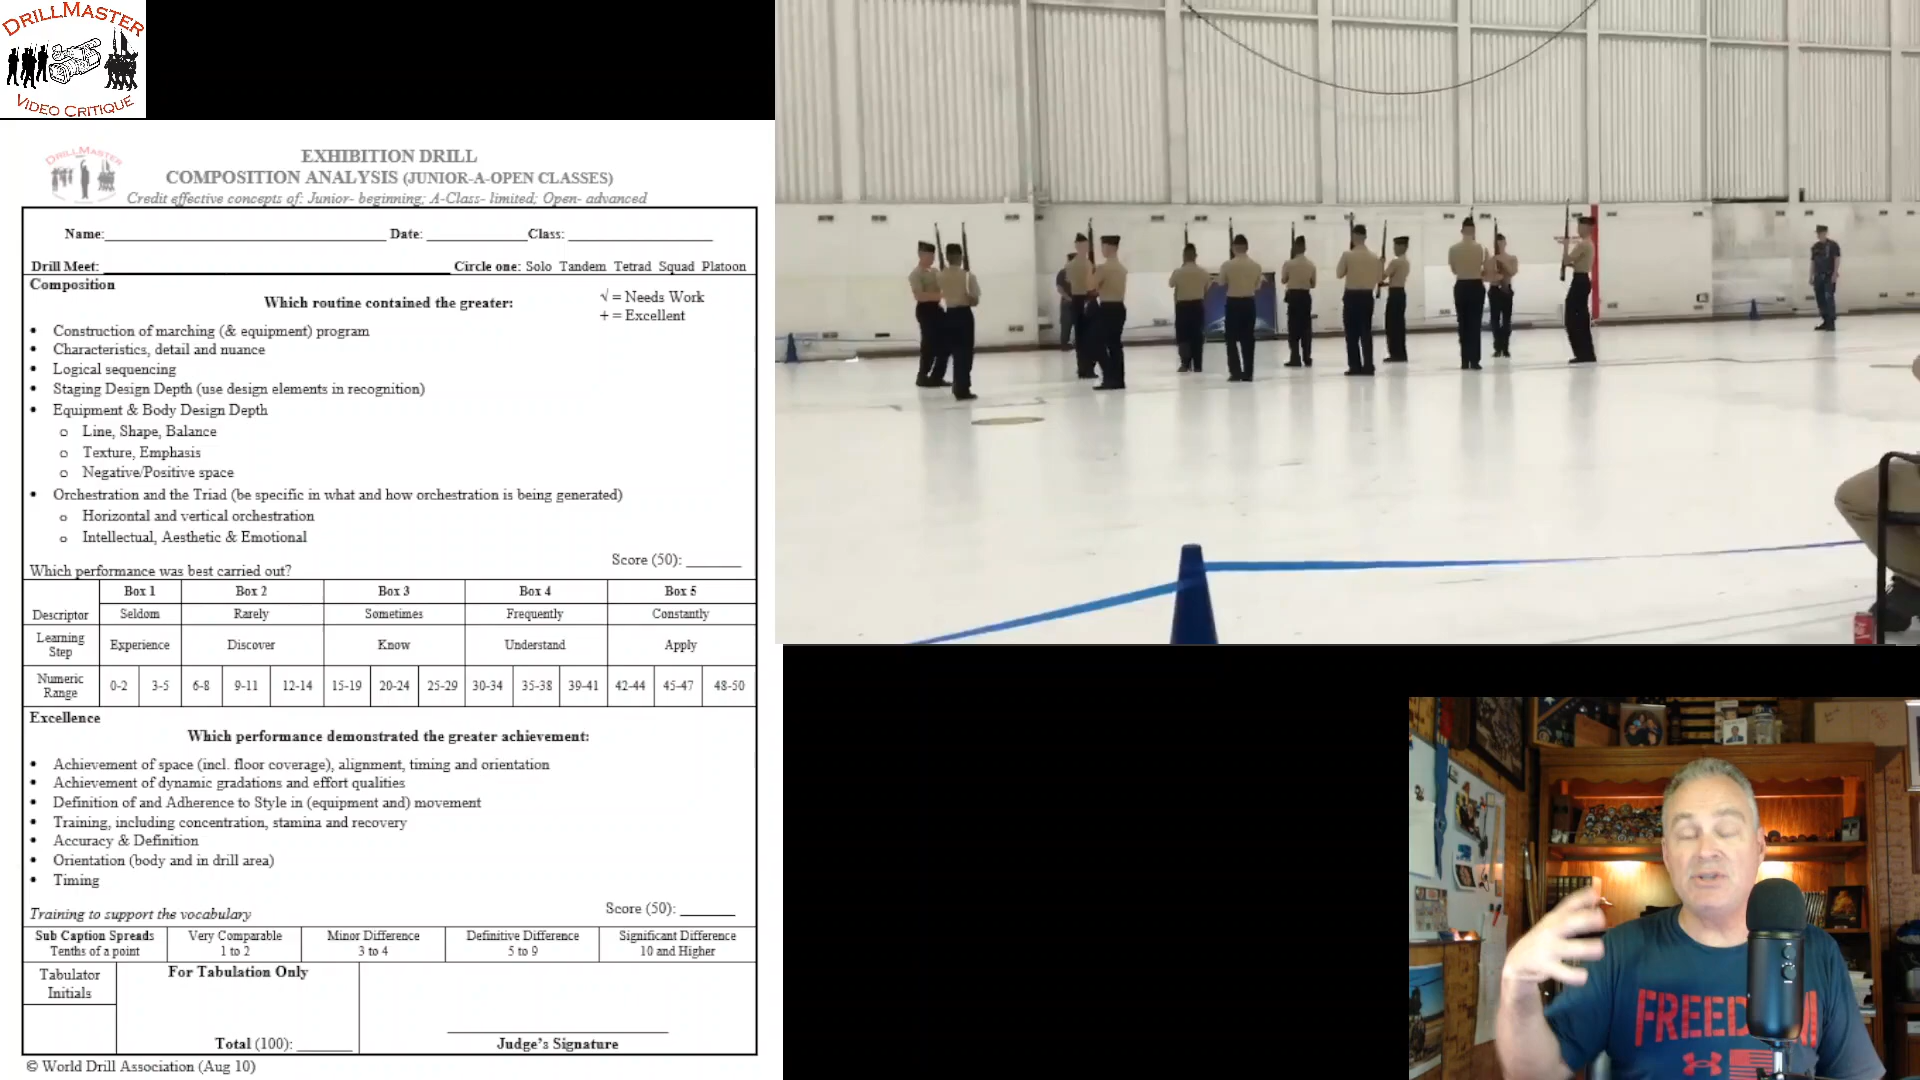 DRILLMASTER
VIDEO CRITIQUE
DRILLMASTER
EXHIBITION DRILL
COMPOSITION ANALYSIS (JUNIOR-A-OPEN CLASSES)
Credit effective concepts of: Junior- beginning; A-Class- limited; Open- advanced
Name: Date: Class:
Drill Meet: Circle one: Solo Tandem Tetrad Squad Platoon
Composition
Which routine contained the greater:
√ = Needs Work
+ = Excellent
• Construction of marching (& equipment) program
• Characteristics, detail and nuance
• Logical sequencing
• Staging Design Depth (use design elements in recognition)
• Equipment & Body Design Depth
o Line, Shape, Balance
o Texture, Emphasis
o Negative/Positive space
• Orchestration and the Triad (be specific in what and how orchestration is being generated)
o Horizontal and vertical orchestration
o Intellectual, Aesthetic & Emotional
Score (50):
Which performance was best carried out?
Box 1 Box 2 Box 3 Box 4 Box 5
Descriptor Seldom Rarely Sometimes Frequently Constantly
Learning Step Experience Discover Know Understand Apply
Numeric Range 0-2 3-5 6-8 9-11 12-14 15-19 20-24 25-29 30-34 35-38 39-41 42-44 45-47 48-50
Excellence
Which performance demonstrated the greater achievement:
• Achievement of space (incl. floor coverage), alignment, timing and orientation
• Achievement of dynamic gradations and effort qualities
• Definition of and Adherence to Style in (equipment and) movement
• Training, including concentration, stamina and recovery
• Accuracy & Definition
• Orientation (body and in drill area)
• Timing
Score (50):
Training to support the vocabulary
Sub Caption Spreads Very Comparable Minor Difference Definitive Difference Significant Difference
Tenths of a point 1 to 2 3 to 4 5 to 9 10 and Higher
Tabulator Initials
For Tabulation Only
Total (100):
Judge's Signature
© World Drill Association (Aug 10)